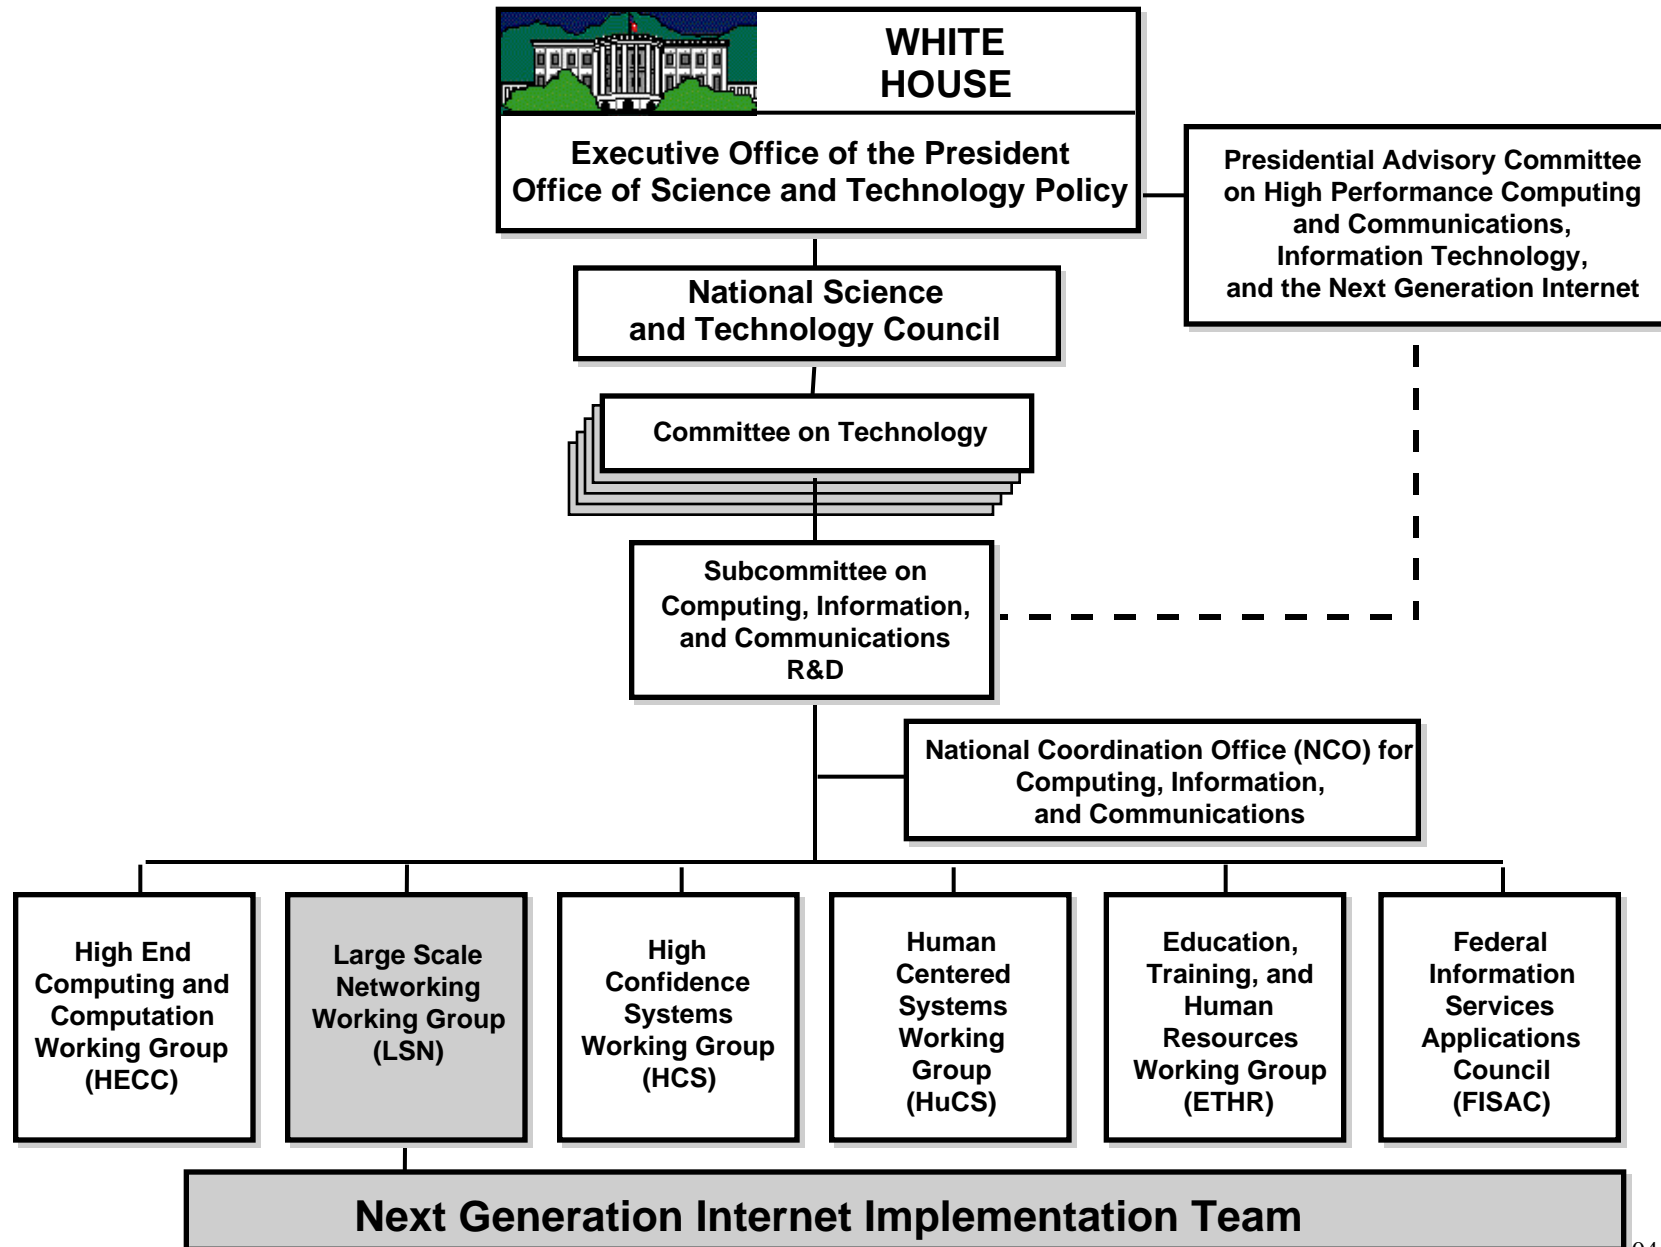 WHITE
HOUSE
Executive Office of the President
Office of Science and Technology Policy
Presidential Advisory Committee
on High Performance Computing
and Communications,
Information Technology,
and the Next Generation Internet
National Science
and Technology Council
Committee on Technology
Subcommittee on
Computing, Information,
and Communications
R&D
National Coordination Office (NCO) for
Computing, Information,
and Communications
High End
Computing and
Computation
Working Group
(HECC)
Large Scale
Networking
Working Group
(LSN)
High
Confidence
Systems
Working Group
(HCS)
Human
Centered
Systems
Working
Group
(HuCS)
Education,
Training, and
Human
Resources
Working Group
(ETHR)
Federal
Information
Services
Applications
Council
(FISAC)
Next Generation Internet Implementation Team